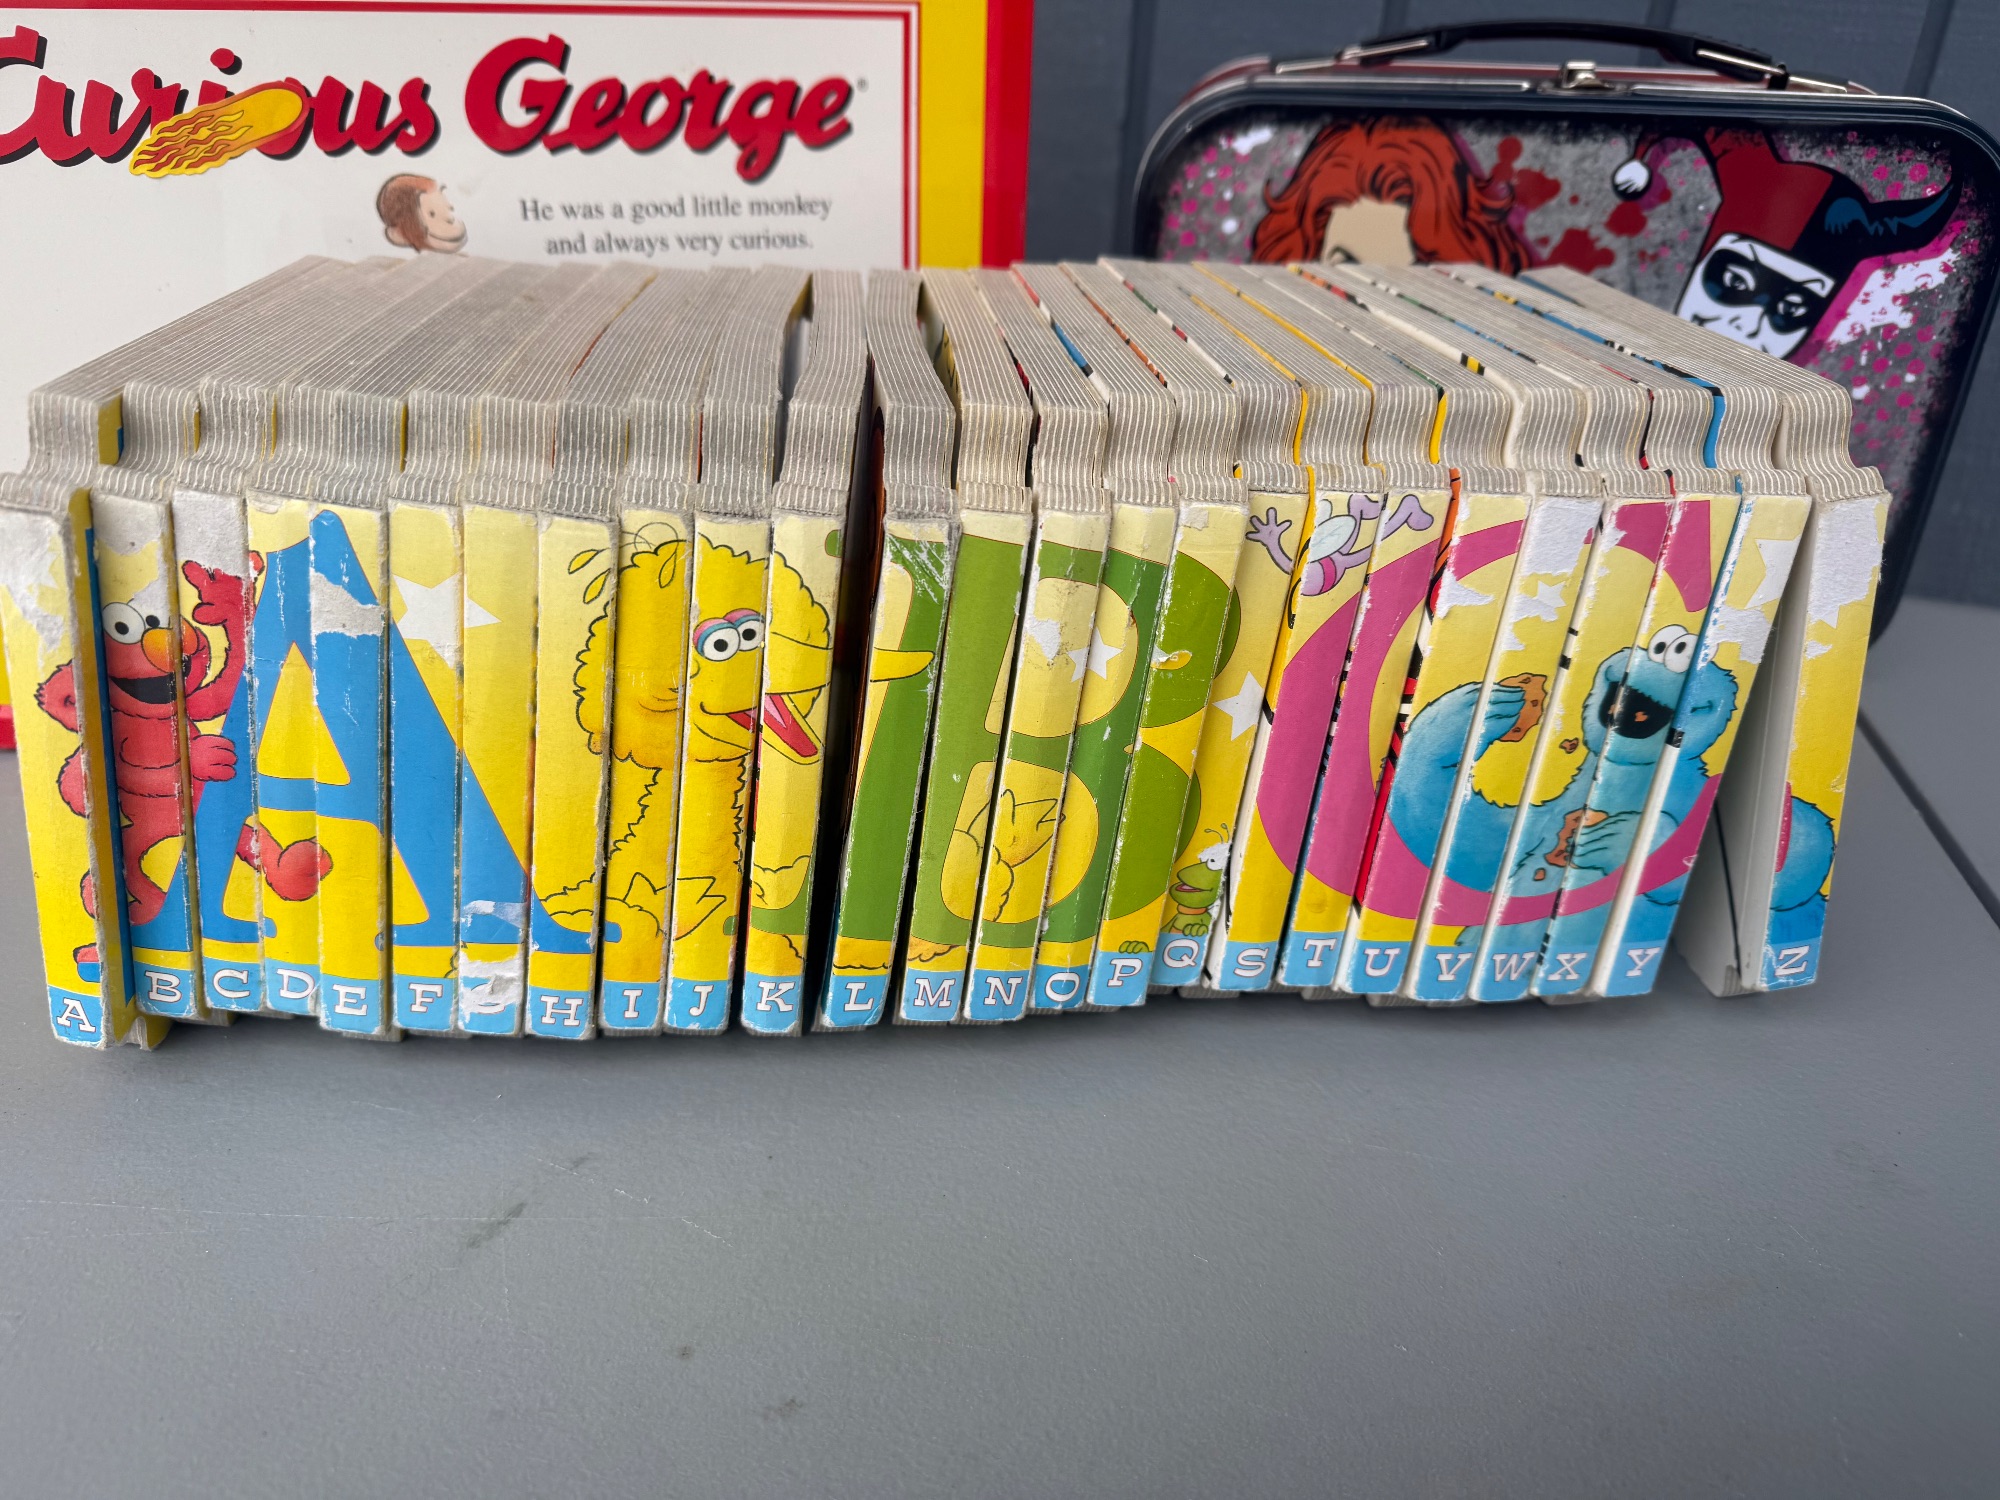 Curious George®
He was a good little monkey
and always very curious.
A B C
A B C D E F H I J K L M N O P Q S T U V W X Y Z